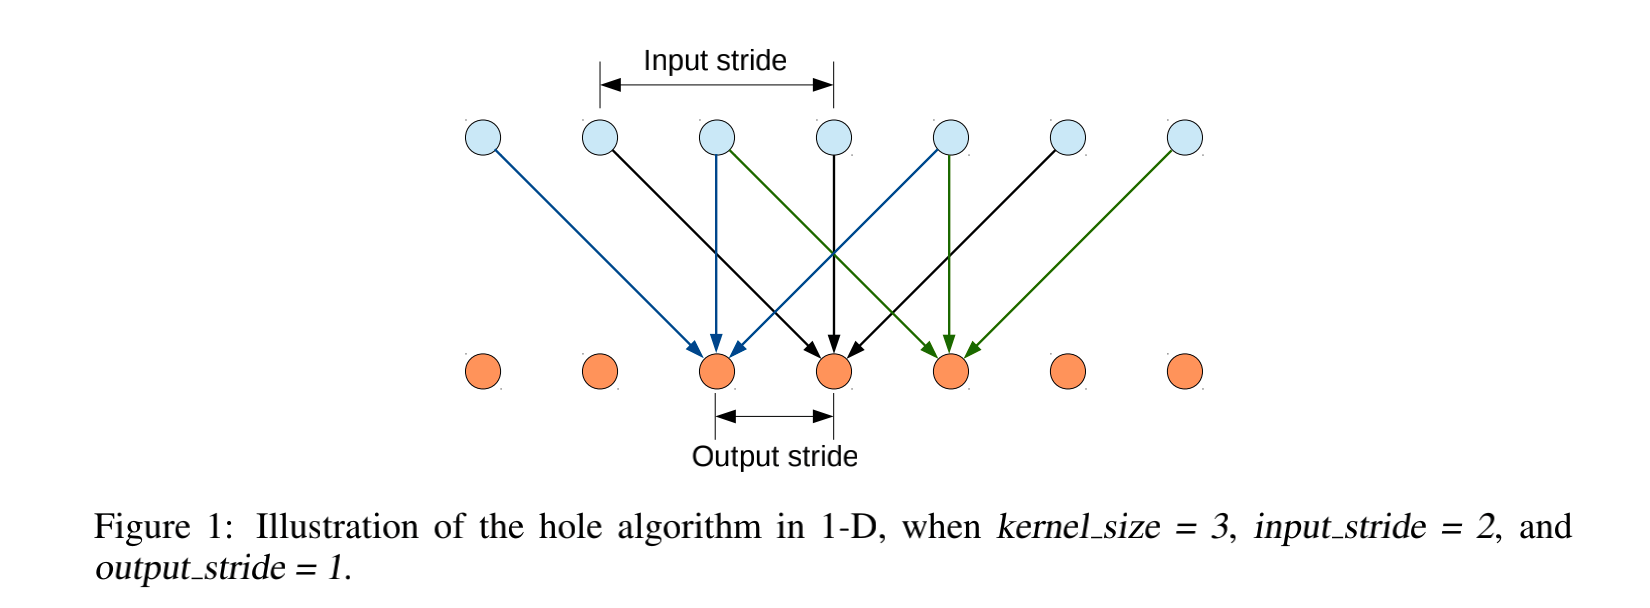 Input stride
Output stride
Figure 1: Illustration of the hole algorithm in 1-D, when kernel_size = 3, input_stride = 2, and
output_stride = 1.